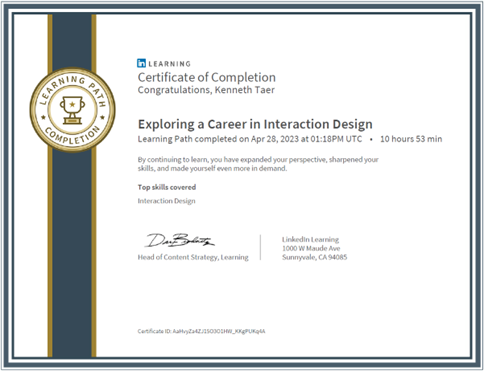 LEARNING PATH
COMPLETION
in LEARNING
Certificate of Completion
Congratulations, Kenneth Taer
Exploring a Career in Interaction Design
Learning Path completed on Apr 28, 2023 at 01:18PM UTC • 10 hours 53 min
By continuing to learn, you have expanded your perspective, sharpened your
skills, and made yourself even more in demand.
Top skills covered
Interaction Design
Head of Content Strategy, Learning
LinkedIn Learning
1000 W Maude Ave
Sunnyvale, CA 94085
Certificate ID: